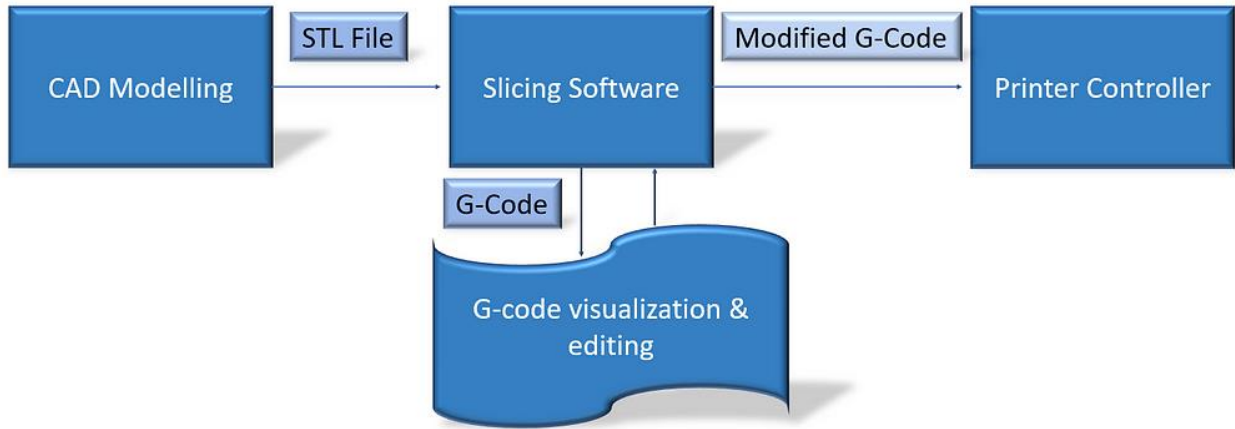 STL File
Modified G-Code
CAD Modelling
Slicing Software
Printer Controller
G-Code
G-code visualization &
editing